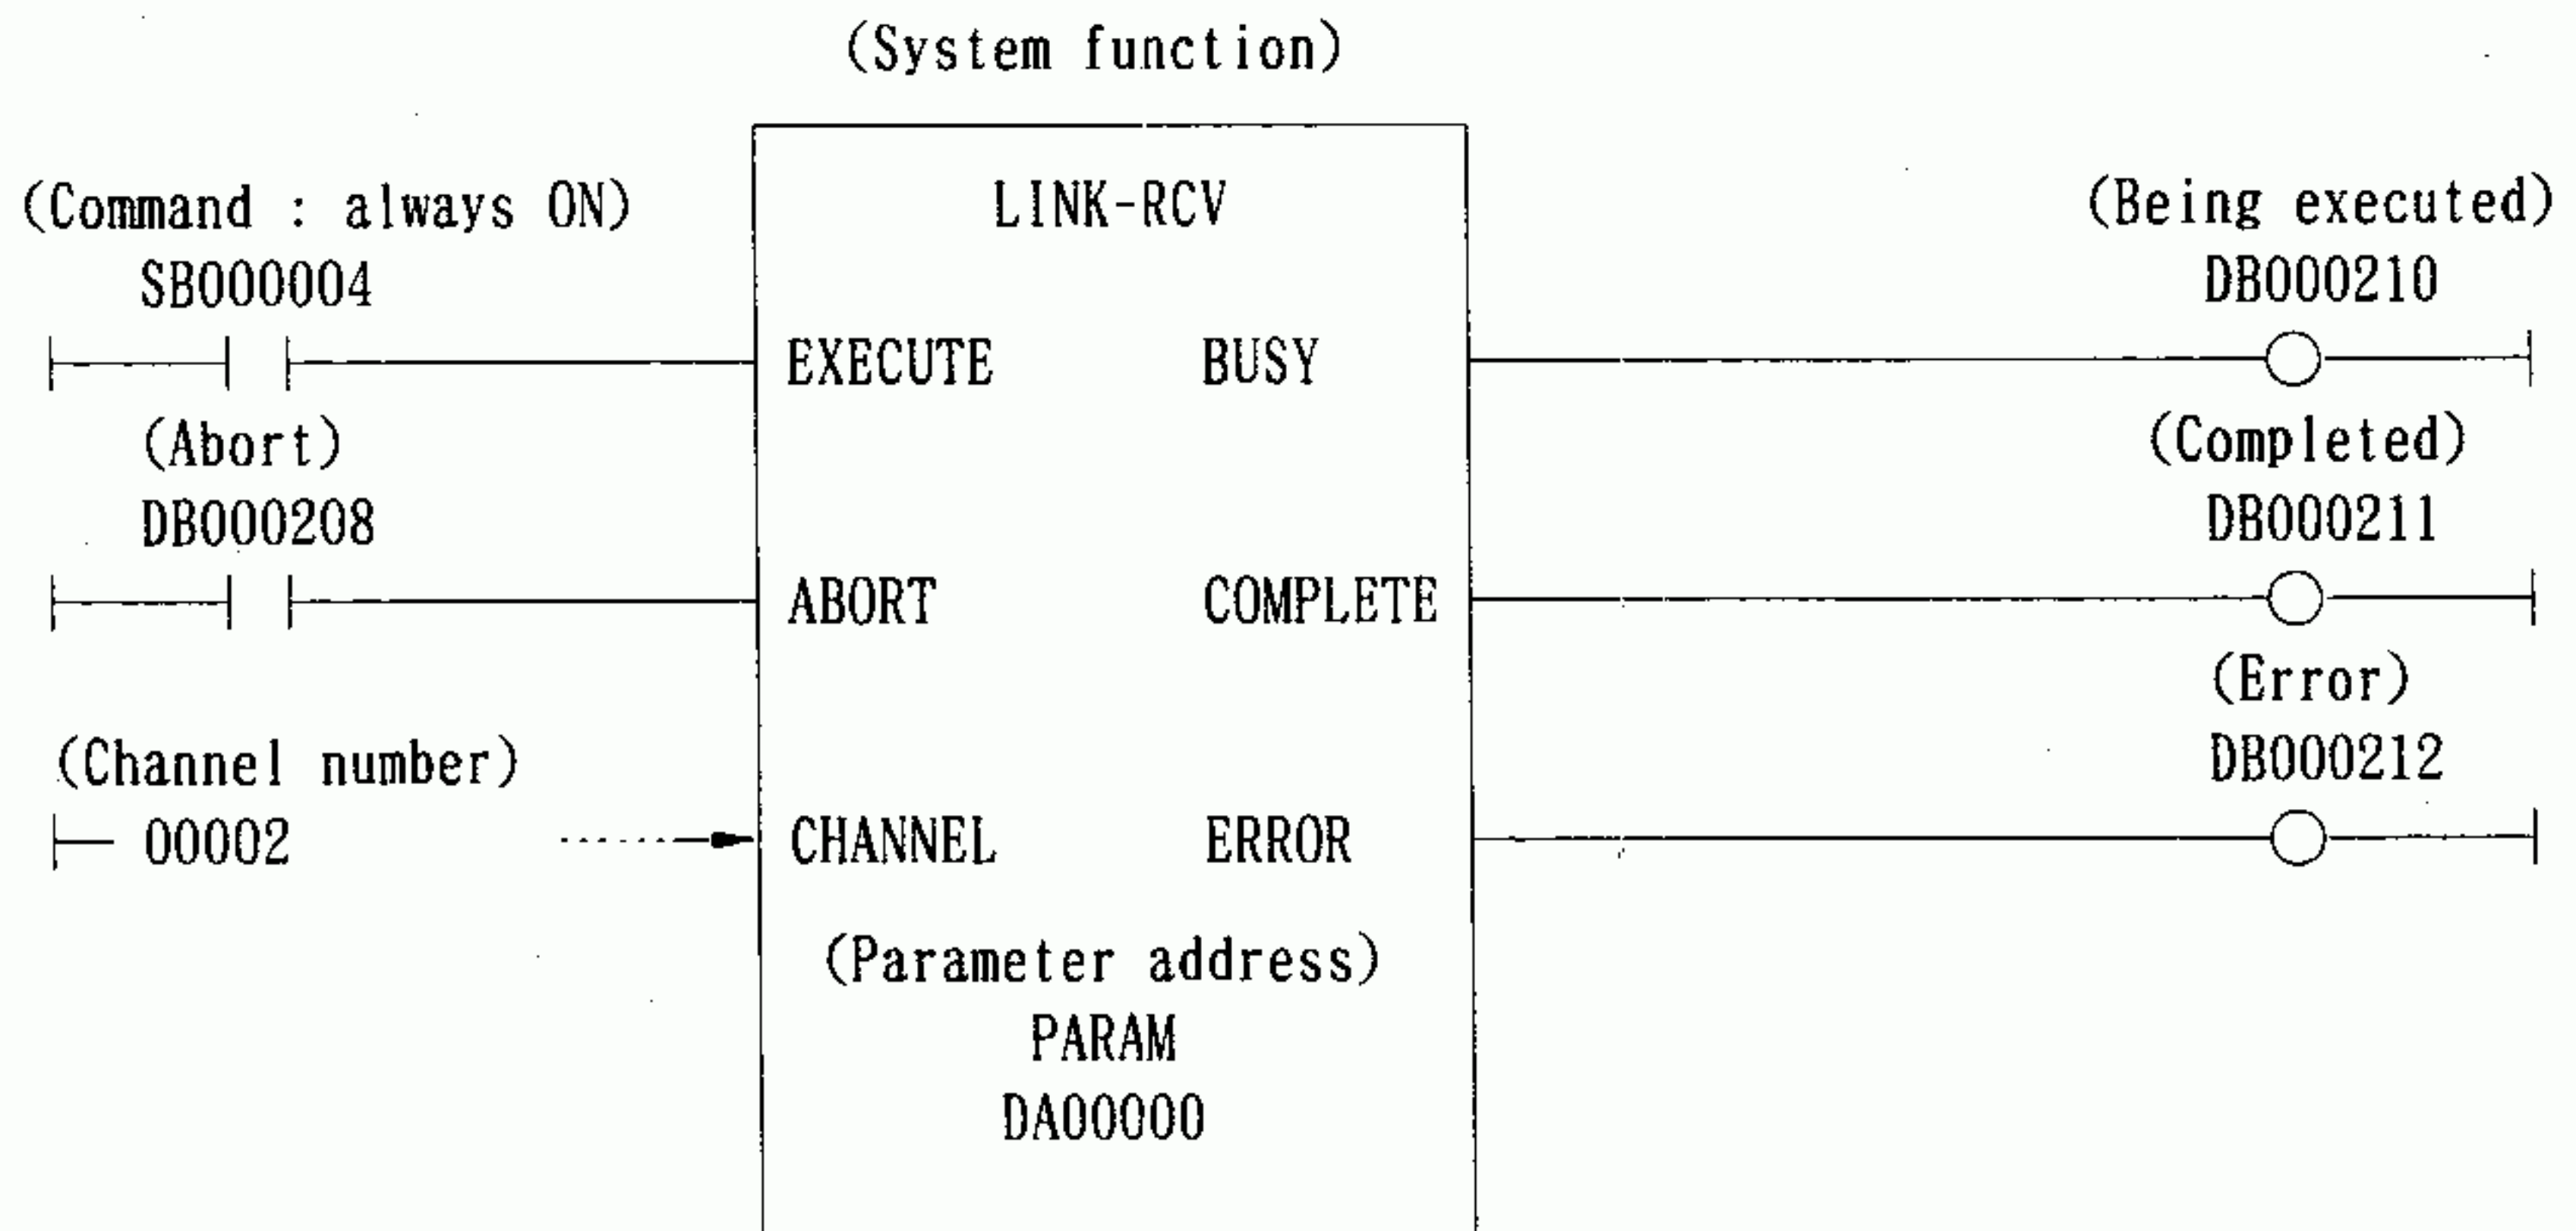 (System function)
LINK-RCV
(Command : always ON)
SB000004
EXECUTE
(Abort)
DB000208
ABORT
(Channel number)
00002
CHANNEL
(Being executed)
DB000210
BUSY
(Completed)
DB000211
COMPLETE
(Error)
DB000212
ERROR
(Parameter address)
PARAM
DA00000